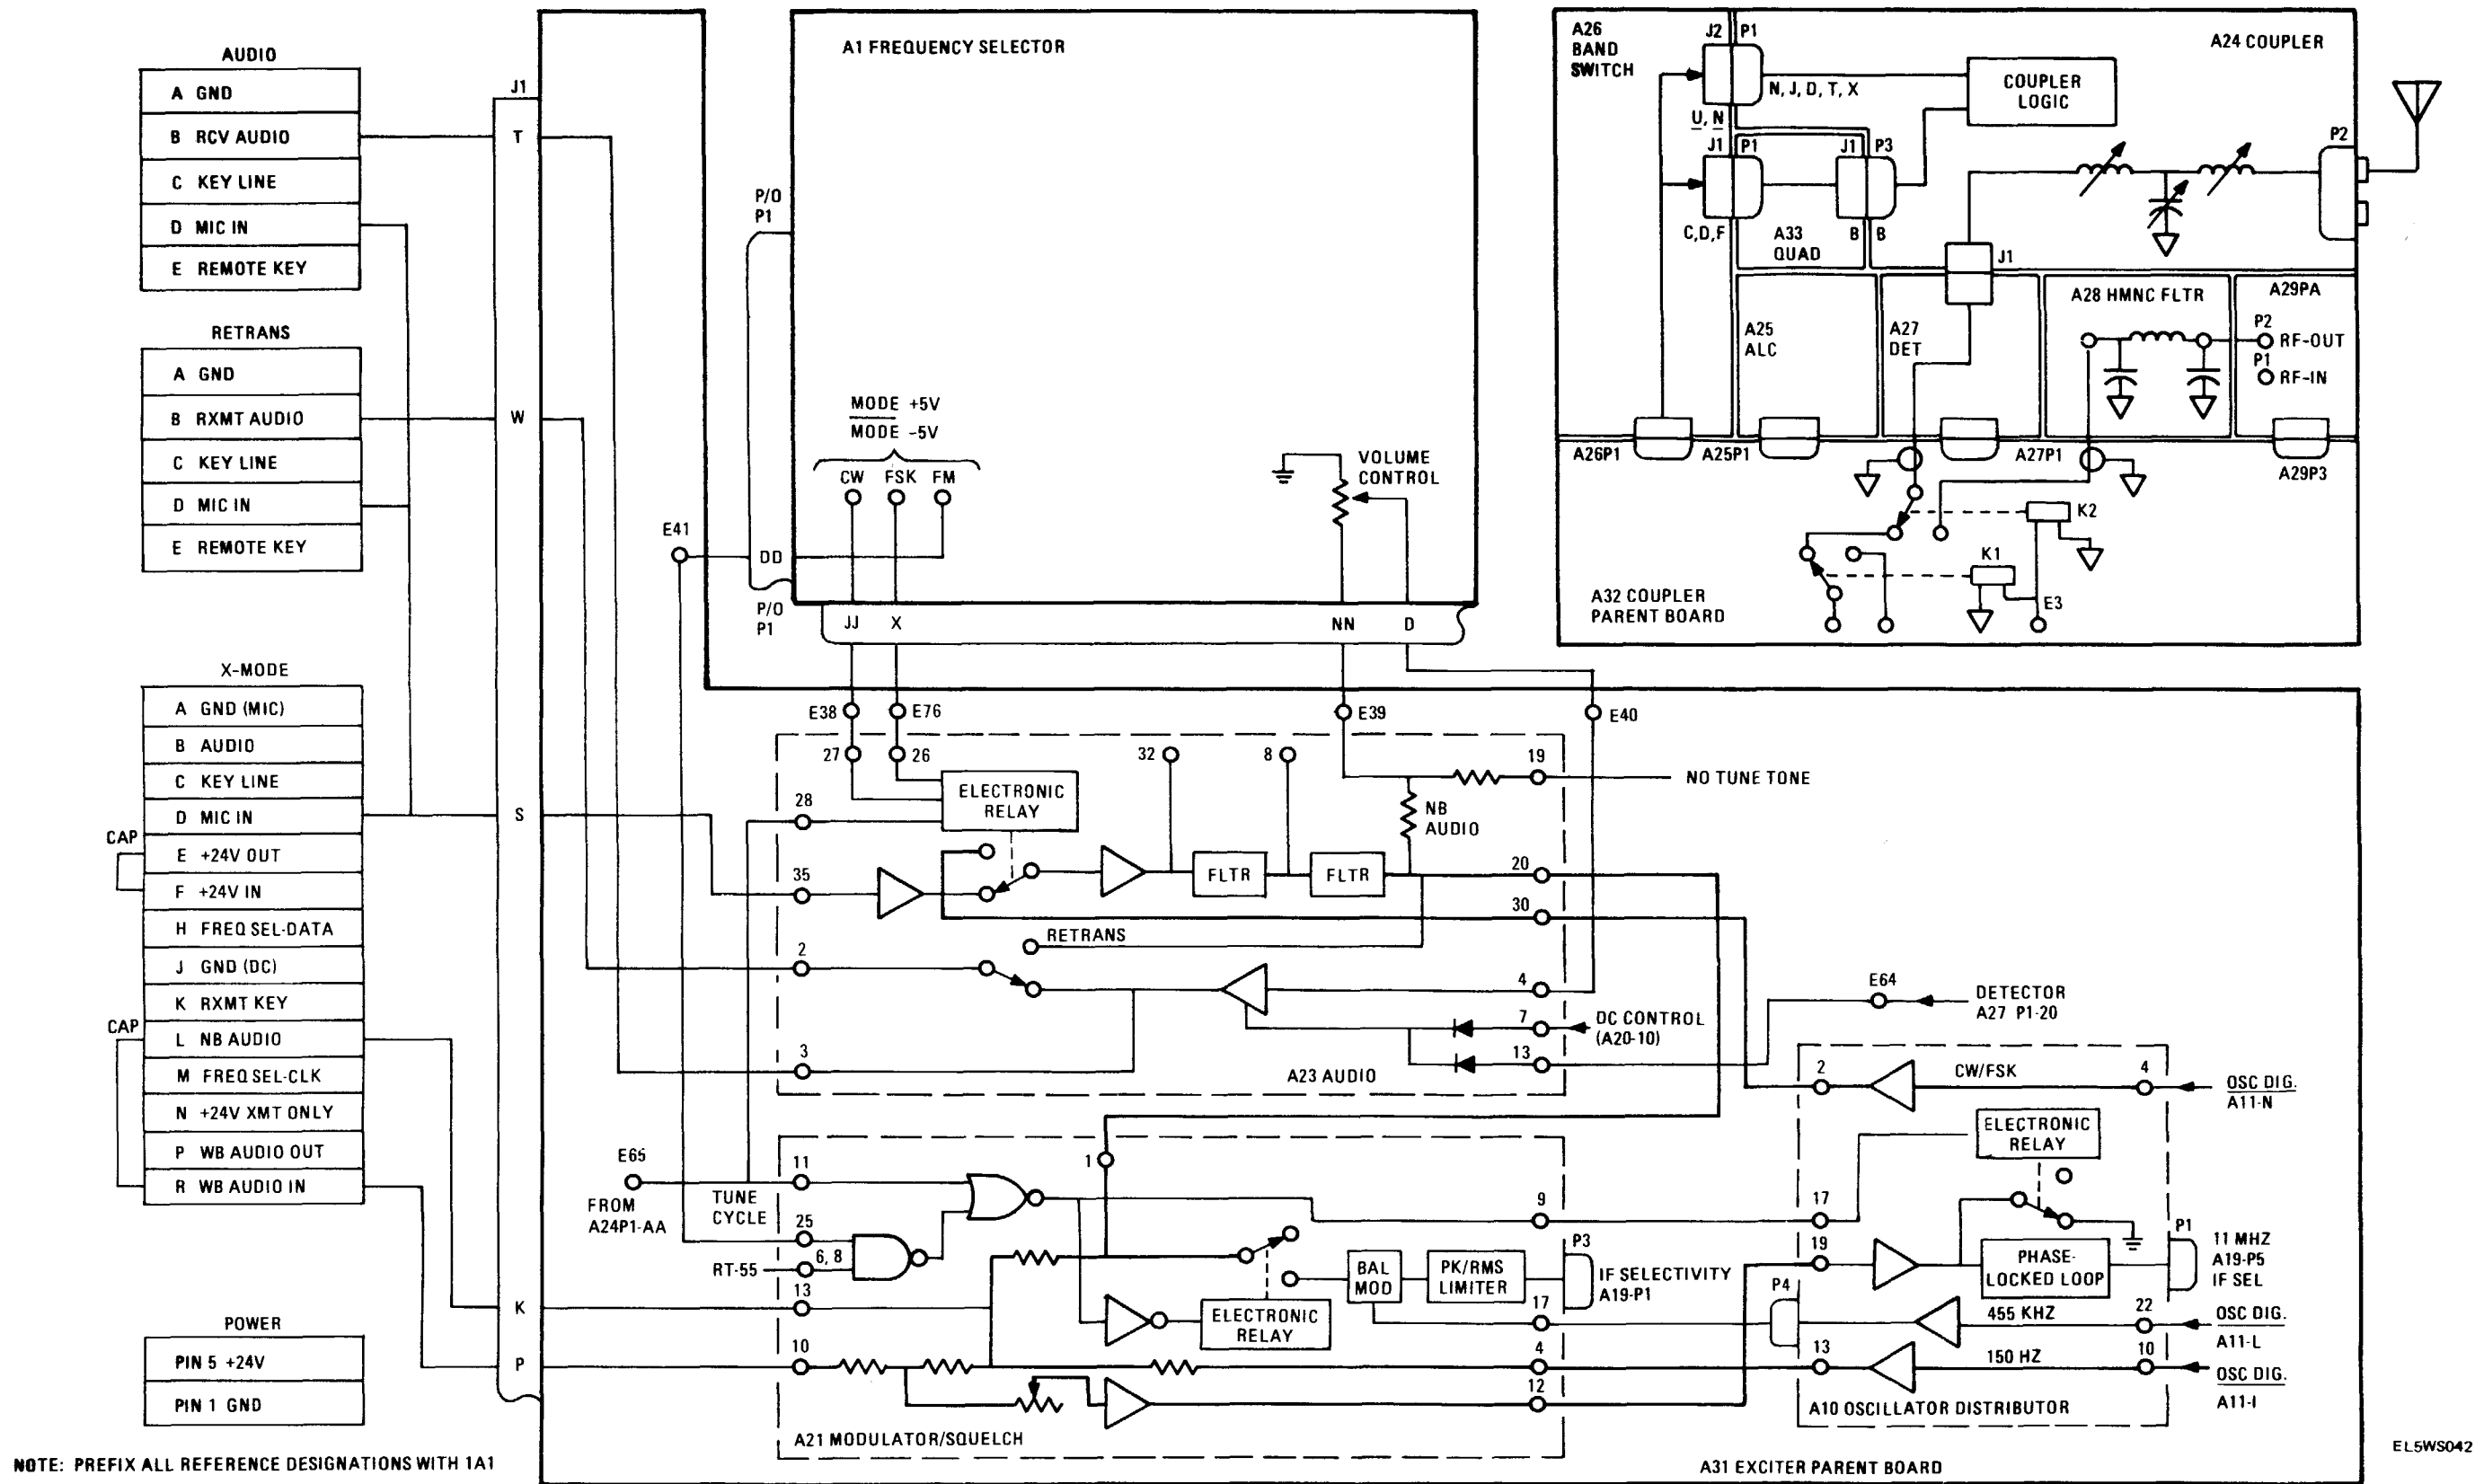 AUDIO
A GND
B RCV AUDIO
C KEY LINE
D MIC IN
E REMOTE KEY
RETRANS
A GND
B RXMT AUDIO
C KEY LINE
D MIC IN
E REMOTE KEY
X-MODE
A GND (MIC)
B AUDIO
C KEY LINE
D MIC IN
E +24V OUT
F +24V IN
H FREQ SEL-DATA
J GND (DC)
K RXMT KEY
L NB AUDIO
M FREQ SEL-CLK
N +24V XMT ONLY
P WB AUDIO OUT
R WB AUDIO IN
CAP
CAP
POWER
PIN 5 +24V
PIN 1 GND
NOTE: PREFIX ALL REFERENCE DESIGNATIONS WITH 1A1
J1
T
W
S
K
P
A1 FREQUENCY SELECTOR
P/O
P1
MODE +5V
MODE -5V
CW FSK FM
VOLUME
CONTROL
E41
DD
P/O
P1
JJ X NN D
E38 E76 E39 E40
A26
BAND
SWITCH
J2 P1
A24 COUPLER
N, J, D, T, X
COUPLER
LOGIC
U, N
J1 P1 J1 P3
P2
C,D,F
A33
QUAD
B B
J1
A25
ALC
A27
DET
A28 HMNC FLTR
A29PA
P2
RF-OUT
P1
RF-IN
A26P1 A25P1 A27P1 A29P3
K2
K1
E3
A32 COUPLER
PARENT BOARD
27 26 32 8 19
NO TUNE TONE
ELECTRONIC
RELAY
28
NB
AUDIO
35
FLTR FLTR
20
30
RETRANS
2
4
7
DC CONTROL
(A20-10)
3
13
A23 AUDIO
E64
DETECTOR
A27 P1-20
2
CW/FSK
4
OSC DIG.
A11-N
ELECTRONIC
RELAY
17
19
PHASE-
LOCKED LOOP
P1
11 MHZ
A19-P5
IF SEL
P4
455 KHZ
22
OSC DIG.
A11-L
13
150 HZ
10
OSC DIG.
A11-I
A10 OSCILLATOR DISTRIBUTOR
E65
FROM
A24P1-AA
TUNE
CYCLE
11
1
25
6, 8
RT-55
13
10
9
BAL
MOD
PK/RMS
LIMITER
P3
IF SELECTIVITY
A19-P1
17
ELECTRONIC
RELAY
4
12
A21 MODULATOR/SQUELCH
A31 EXCITER PARENT BOARD
EL5WS042